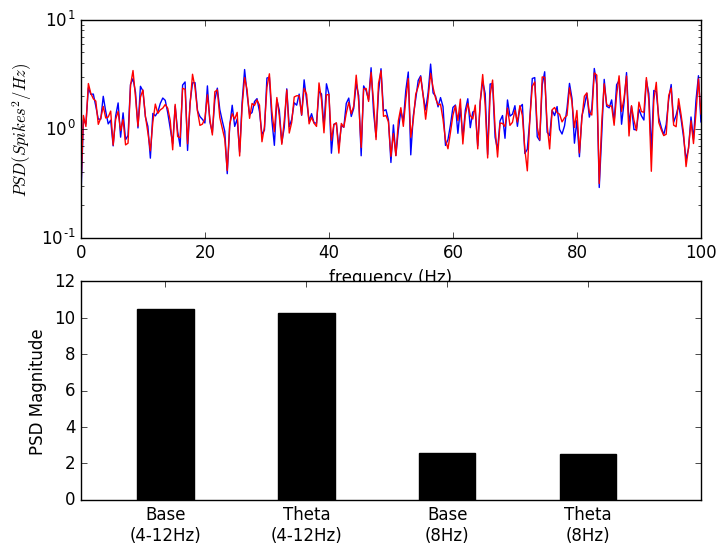 10^1
10^0
10^-1
PSD(Spikes^2/Hz)
0 20 40 60 80 100
frequency (Hz)
12
10
8
6
4
2
0
PSD Magnitude
Base Theta Base Theta
(4-12Hz) (4-12Hz) (8Hz) (8Hz)